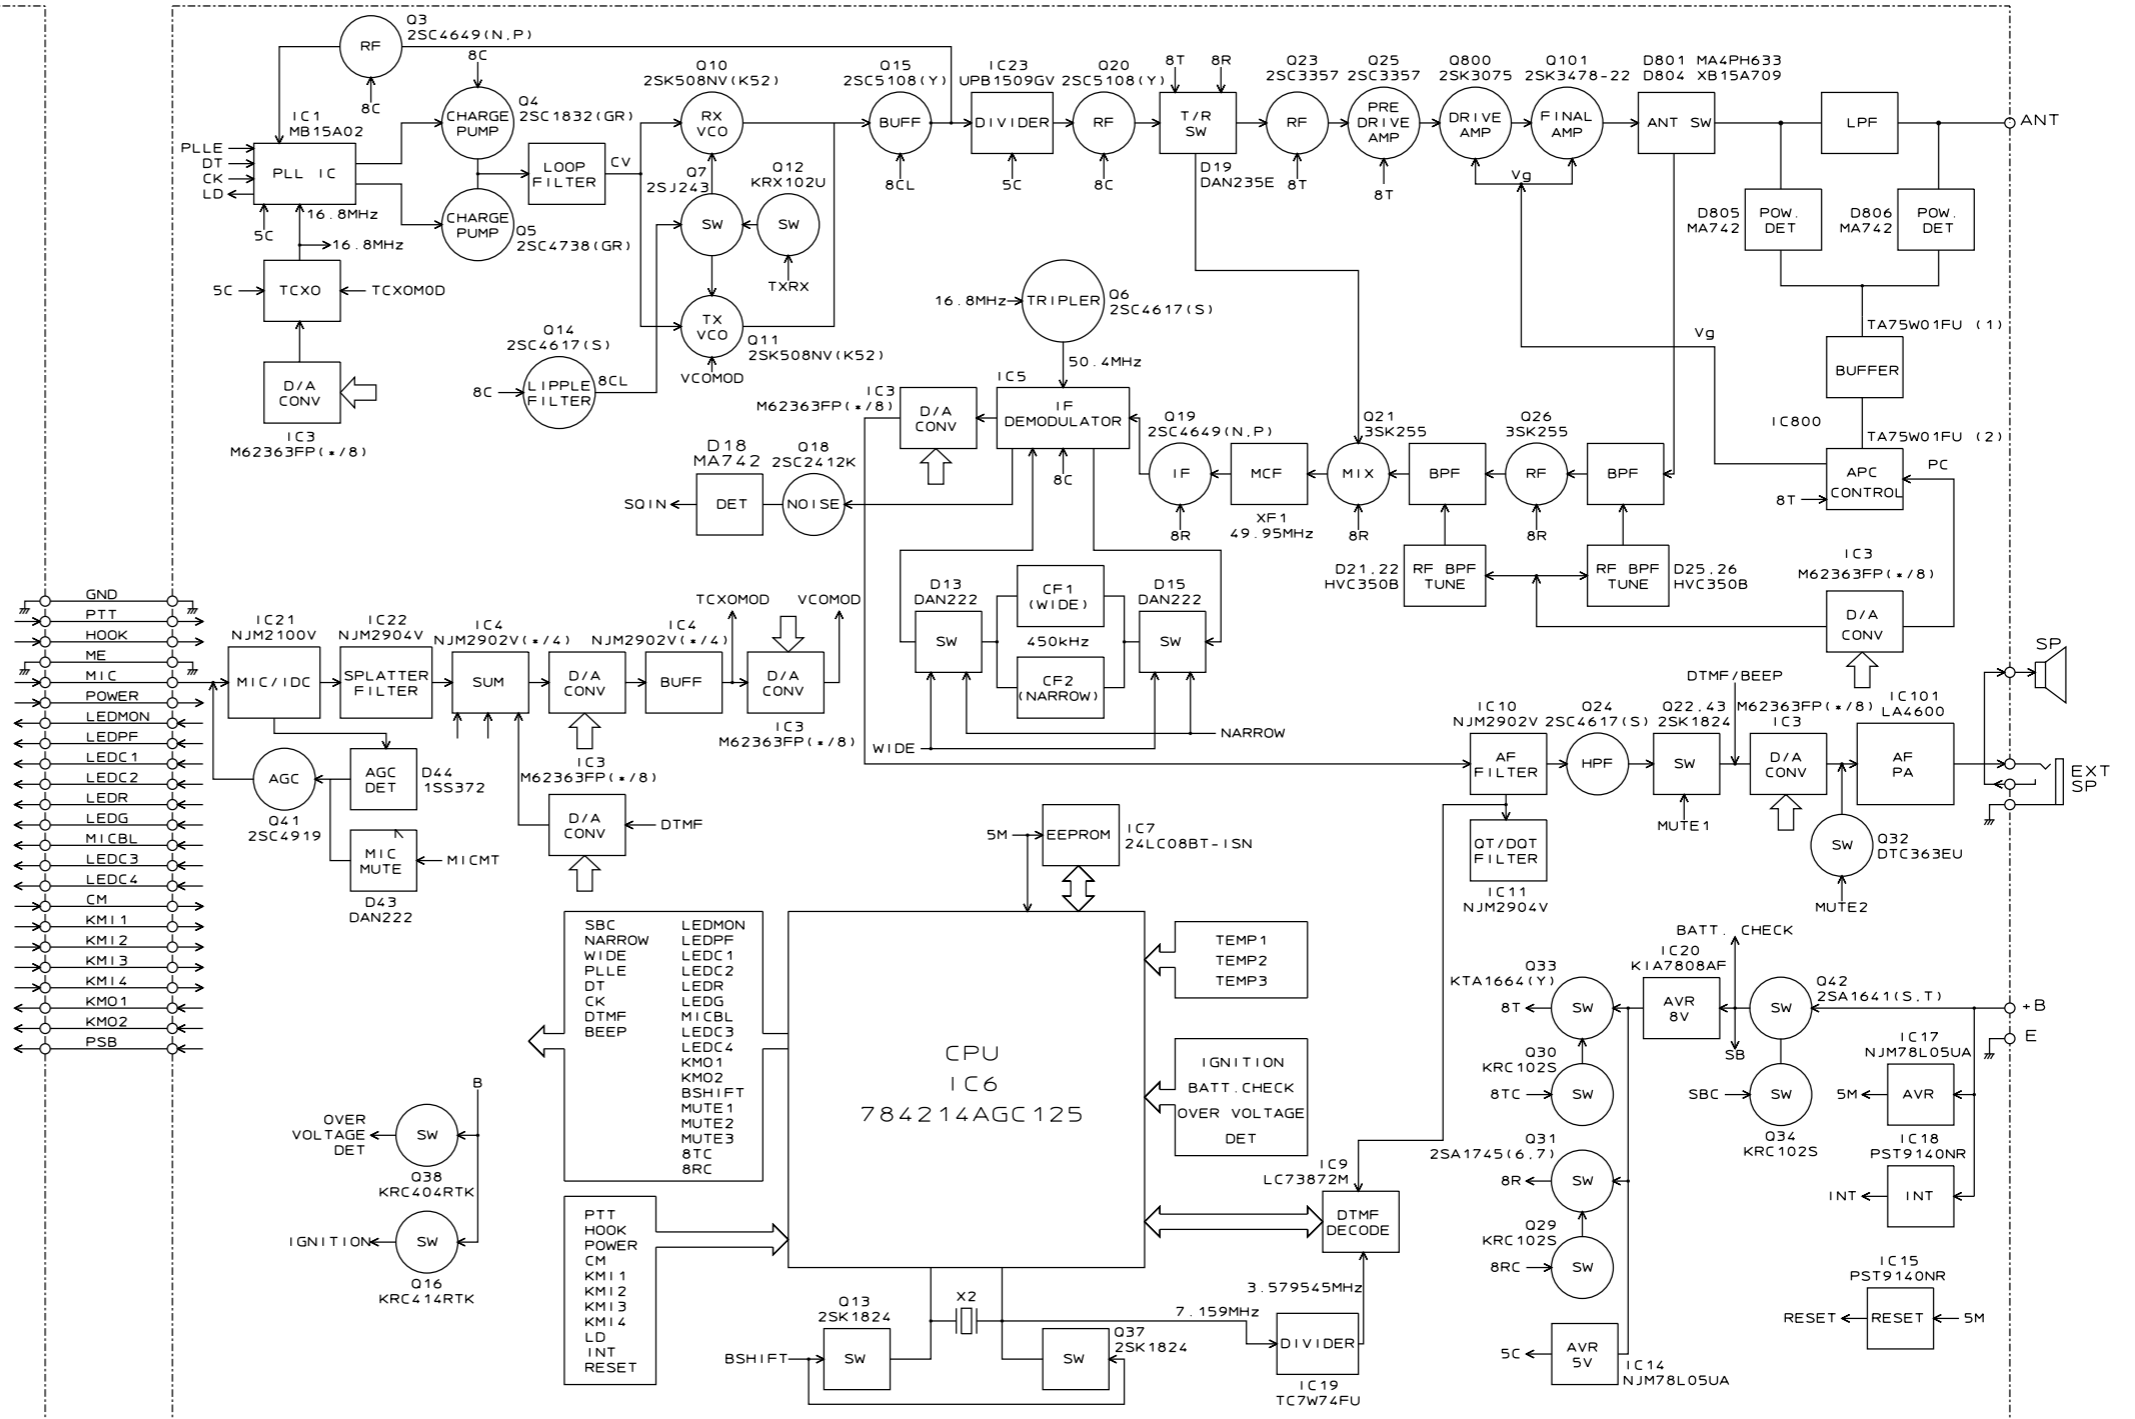 Q3
2SC4649(N,P)
RF
8C
8C
IC1
MB15A02
PLLE
DT
CK
LD
PLL IC
5C
16.8MHz
16.8MHz
5C
TCXO
TCXOMOD
D/A
CONV
IC3
M62363FP(*/8)
CHARGE
PUMP
Q4
2SC1832(GR)
CHARGE
PUMP
Q5
2SC4738(GR)
LOOP
FILTER
CV
Q10
2SK508NV(K52)
RX
VCO
Q7
2SJ243
SW
Q12
KRX102U
SW
TXRX
TX
VCO
Q11
2SK508NV(K52)
VCOMOD
Q14
2SC4617(S)
8C
LIPPLE
FILTER
8CL
Q15
2SC5108(Y)
BUFF
8CL
IC23
UPB1509GV
DIVIDER
5C
Q20
2SC5108(Y)
RF
8C
8T
8R
T/R
SW
D19
DAN235E
Q23
2SC3357
RF
8T
Q25
2SC3357
PRE
DRIVE
AMP
8T
Q800
2SK3075
DRIVE
AMP
Q101
2SK3478-22
FINAL
AMP
Vg
D801 MA4PH633
D804 XB15A709
ANT SW
LPF
ANT
D805
MA742
POW.
DET
D806
MA742
POW.
DET
TA75W01FU (1)
BUFFER
IC800
TA75W01FU (2)
APC
CONTROL
PC
8T
Vg
16.8MHz
TRIPLER
Q6
2SC4617(S)
50.4MHz
IC5
IF
DEMODULATOR
8C
IC3
M62363FP(*/8)
D/A
CONV
D18
MA742
DET
SQIN
Q18
2SC2412K
NOISE
Q19
2SC4649(N,P)
IF
8R
MCF
XF1
49.95MHz
Q21
3SK255
MIX
8R
BPF
Q26
3SK255
RF
8R
BPF
D21,22
HVC350B
RF BPF
TUNE
RF BPF
TUNE
D25,26
HVC350B
IC3
M62363FP(*/8)
D/A
CONV
D13
DAN222
SW
CF1
(WIDE)
450kHz
CF2
(NARROW)
D15
DAN222
SW
WIDE
NARROW
GND
PTT
HOOK
ME
MIC
POWER
LEDMON
LEDPF
LEDC1
LEDC2
LEDR
LEDG
MICBL
LEDC3
LEDC4
CM
KMI1
KMI2
KMI3
KMI4
KMO1
KMO2
PSB
IC21
NJM2100V
MIC/IDC
IC22
NJM2904V
SPLATTER
FILTER
IC4
NJM2902V(*/4)
SUM
D/A
CONV
IC3
M62363FP(*/8)
IC4
NJM2902V(*/4)
BUFF
TCXOMOD
VCOMOD
D/A
CONV
IC3
M62363FP(*/8)
AGC
Q41
2SC4919
AGC
DET
D44
1SS372
MIC
MUTE
MICMT
D43
DAN222
D/A
CONV
DTMF
IC10
NJM2902V
AF
FILTER
QT/DQT
FILTER
IC11
NJM2904V
Q24
2SC4617(S)
HPF
Q22,43
2SK1824
SW
MUTE1
DTMF/BEEP
M62363FP(*/8)
IC3
D/A
CONV
IC101
LA4600
AF
PA
SW
Q32
DTC363EU
MUTE2
SP
EXT
SP
5M
EEPROM
IC7
24LC08BT-ISN
CPU
IC6
784214AGC125
SBC
NARROW
WIDE
PLLE
DT
CK
DTMF
BEEP
LEDMON
LEDPF
LEDC1
LEDC2
LEDR
LEDG
MICBL
LEDC3
LEDC4
KMO1
KMO2
BSHIFT
MUTE1
MUTE2
MUTE3
8TC
8RC
PTT
HOOK
POWER
CM
KMI1
KMI2
KMI3
KMI4
LD
INT
RESET
TEMP1
TEMP2
TEMP3
IGNITION
BATT.CHECK
OVER VOLTAGE
DET
B
OVER
VOLTAGE
DET
SW
Q38
KRC404RTK
IGNITION
SW
Q16
KRC414RTK
IC9
LC73872M
DTMF
DECODE
3.579545MHz
7.159MHz
X2
Q13
2SK1824
BSHIFT
SW
SW
Q37
2SK1824
DIVIDER
IC19
TC7W74FU
BATT. CHECK
IC20
KIA7808AF
AVR
8V
Q33
KTA1664(Y)
8T
SW
Q30
KRC102S
8TC
SW
Q31
2SA1745(6,7)
8R
SW
Q29
KRC102S
8RC
SW
5C
AVR
5V
IC14
NJM78L05UA
SB
SW
Q42
2SA1641(S,T)
SBC
SW
Q34
KRC102S
+B
E
IC17
NJM78L05UA
5M
AVR
IC18
PST9140NR
INT
INT
IC15
PST9140NR
RESET
RESET
5M